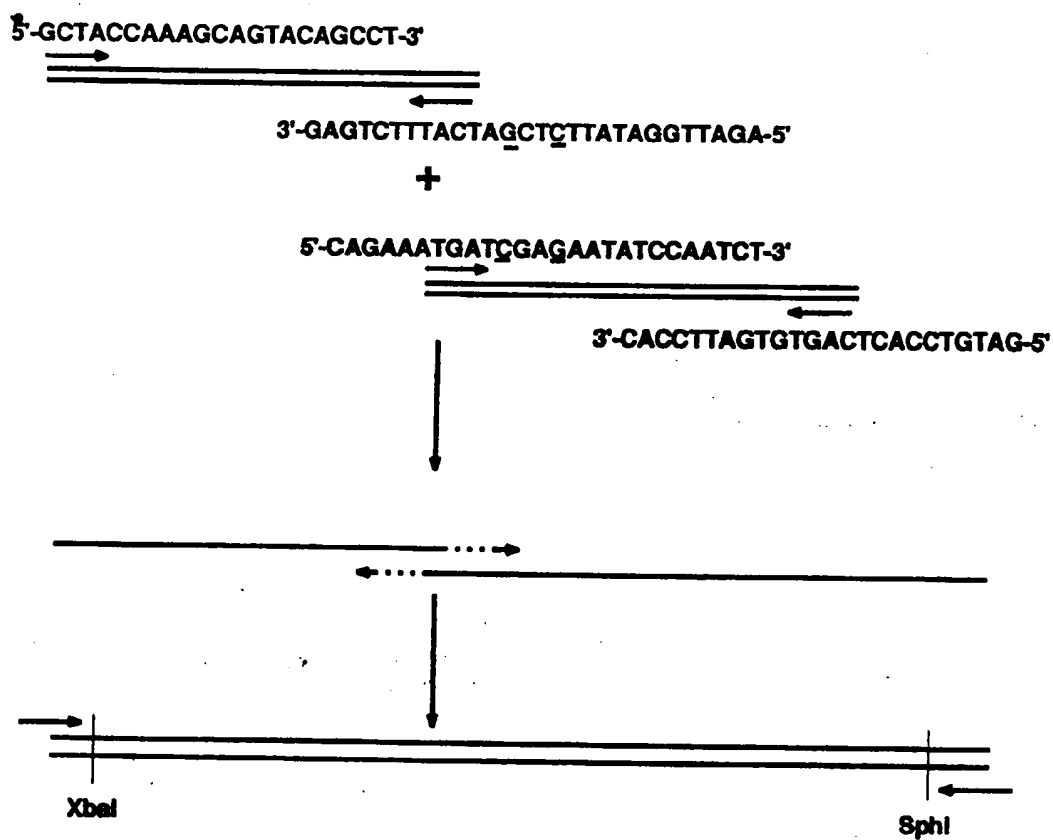 5'-GCTACCAAAGCAGTACAGCCT-3'
3'-GAGTCTTTACTAGCTCTTATAGGTTAGA-5'
+
5'-CAGAAATGATCGAGAATATCCAATCT-3'
3'-CACCTTAGTGTGACTCACCTGTAG-5'
XbaI
SphI